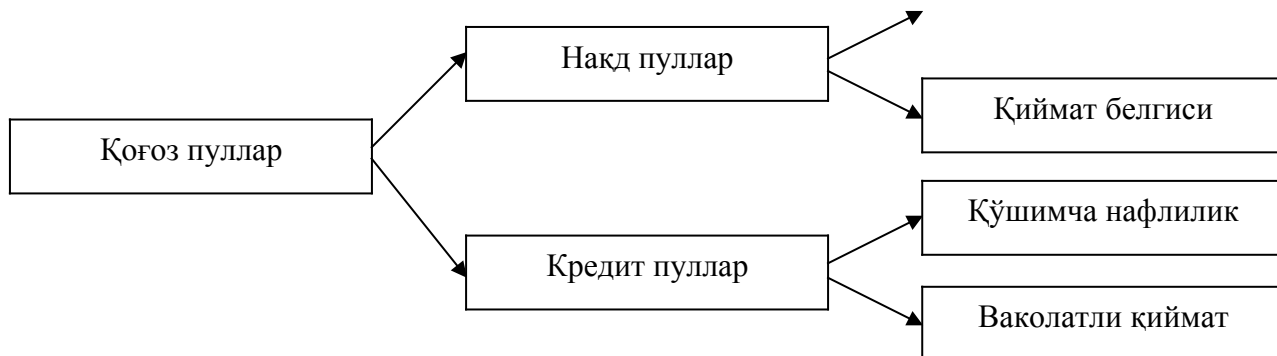 Нақд пуллар
Қиймат белгиси
Қоғоз пуллар
Қўшимча нафлилик
Кредит пуллар
Ваколатли қиймат